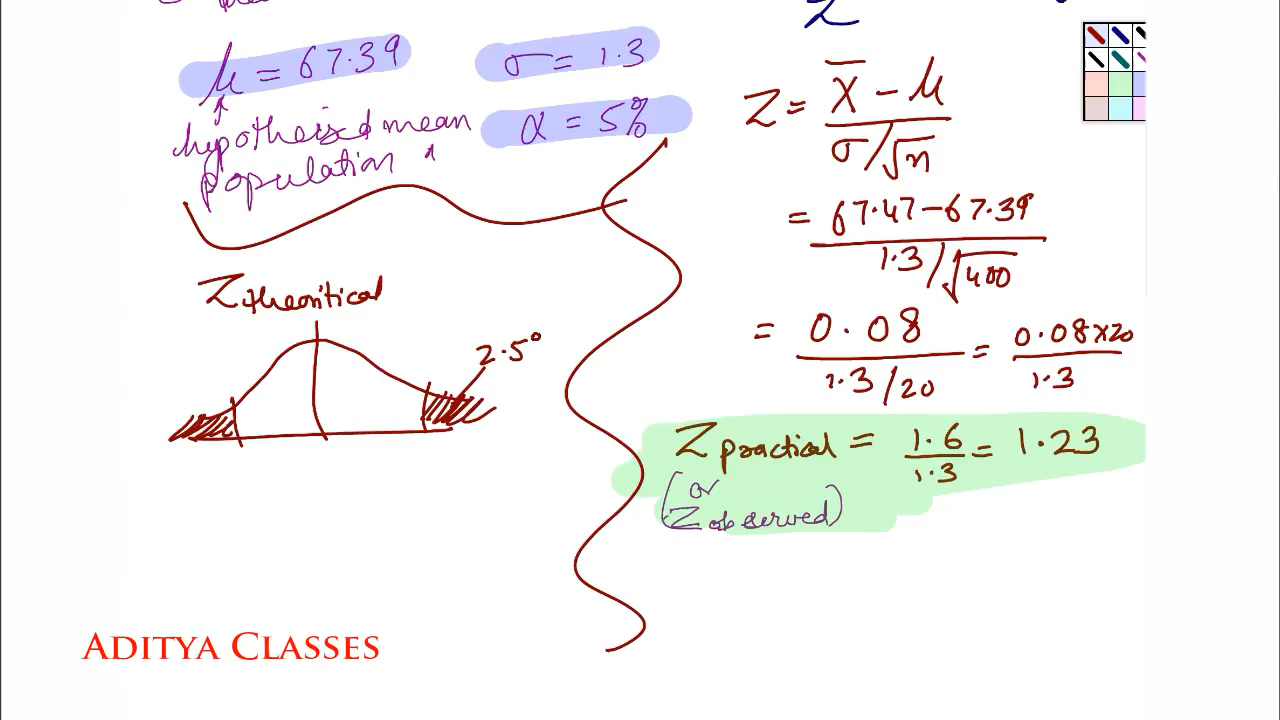 μ = 67.39
σ = 1.3
hypothesized mean
α = 5%
population
Z theoritical
2.5°
Z = x̄ - μ / σ/√n
= 67.47 - 67.39 / 1.3/√400
= 0.08 / 1.3/20 = 0.08×20 / 1.3
Z practical = 1.6/1.3 = 1.23
(or
Z observed)
ADITYA CLASSES